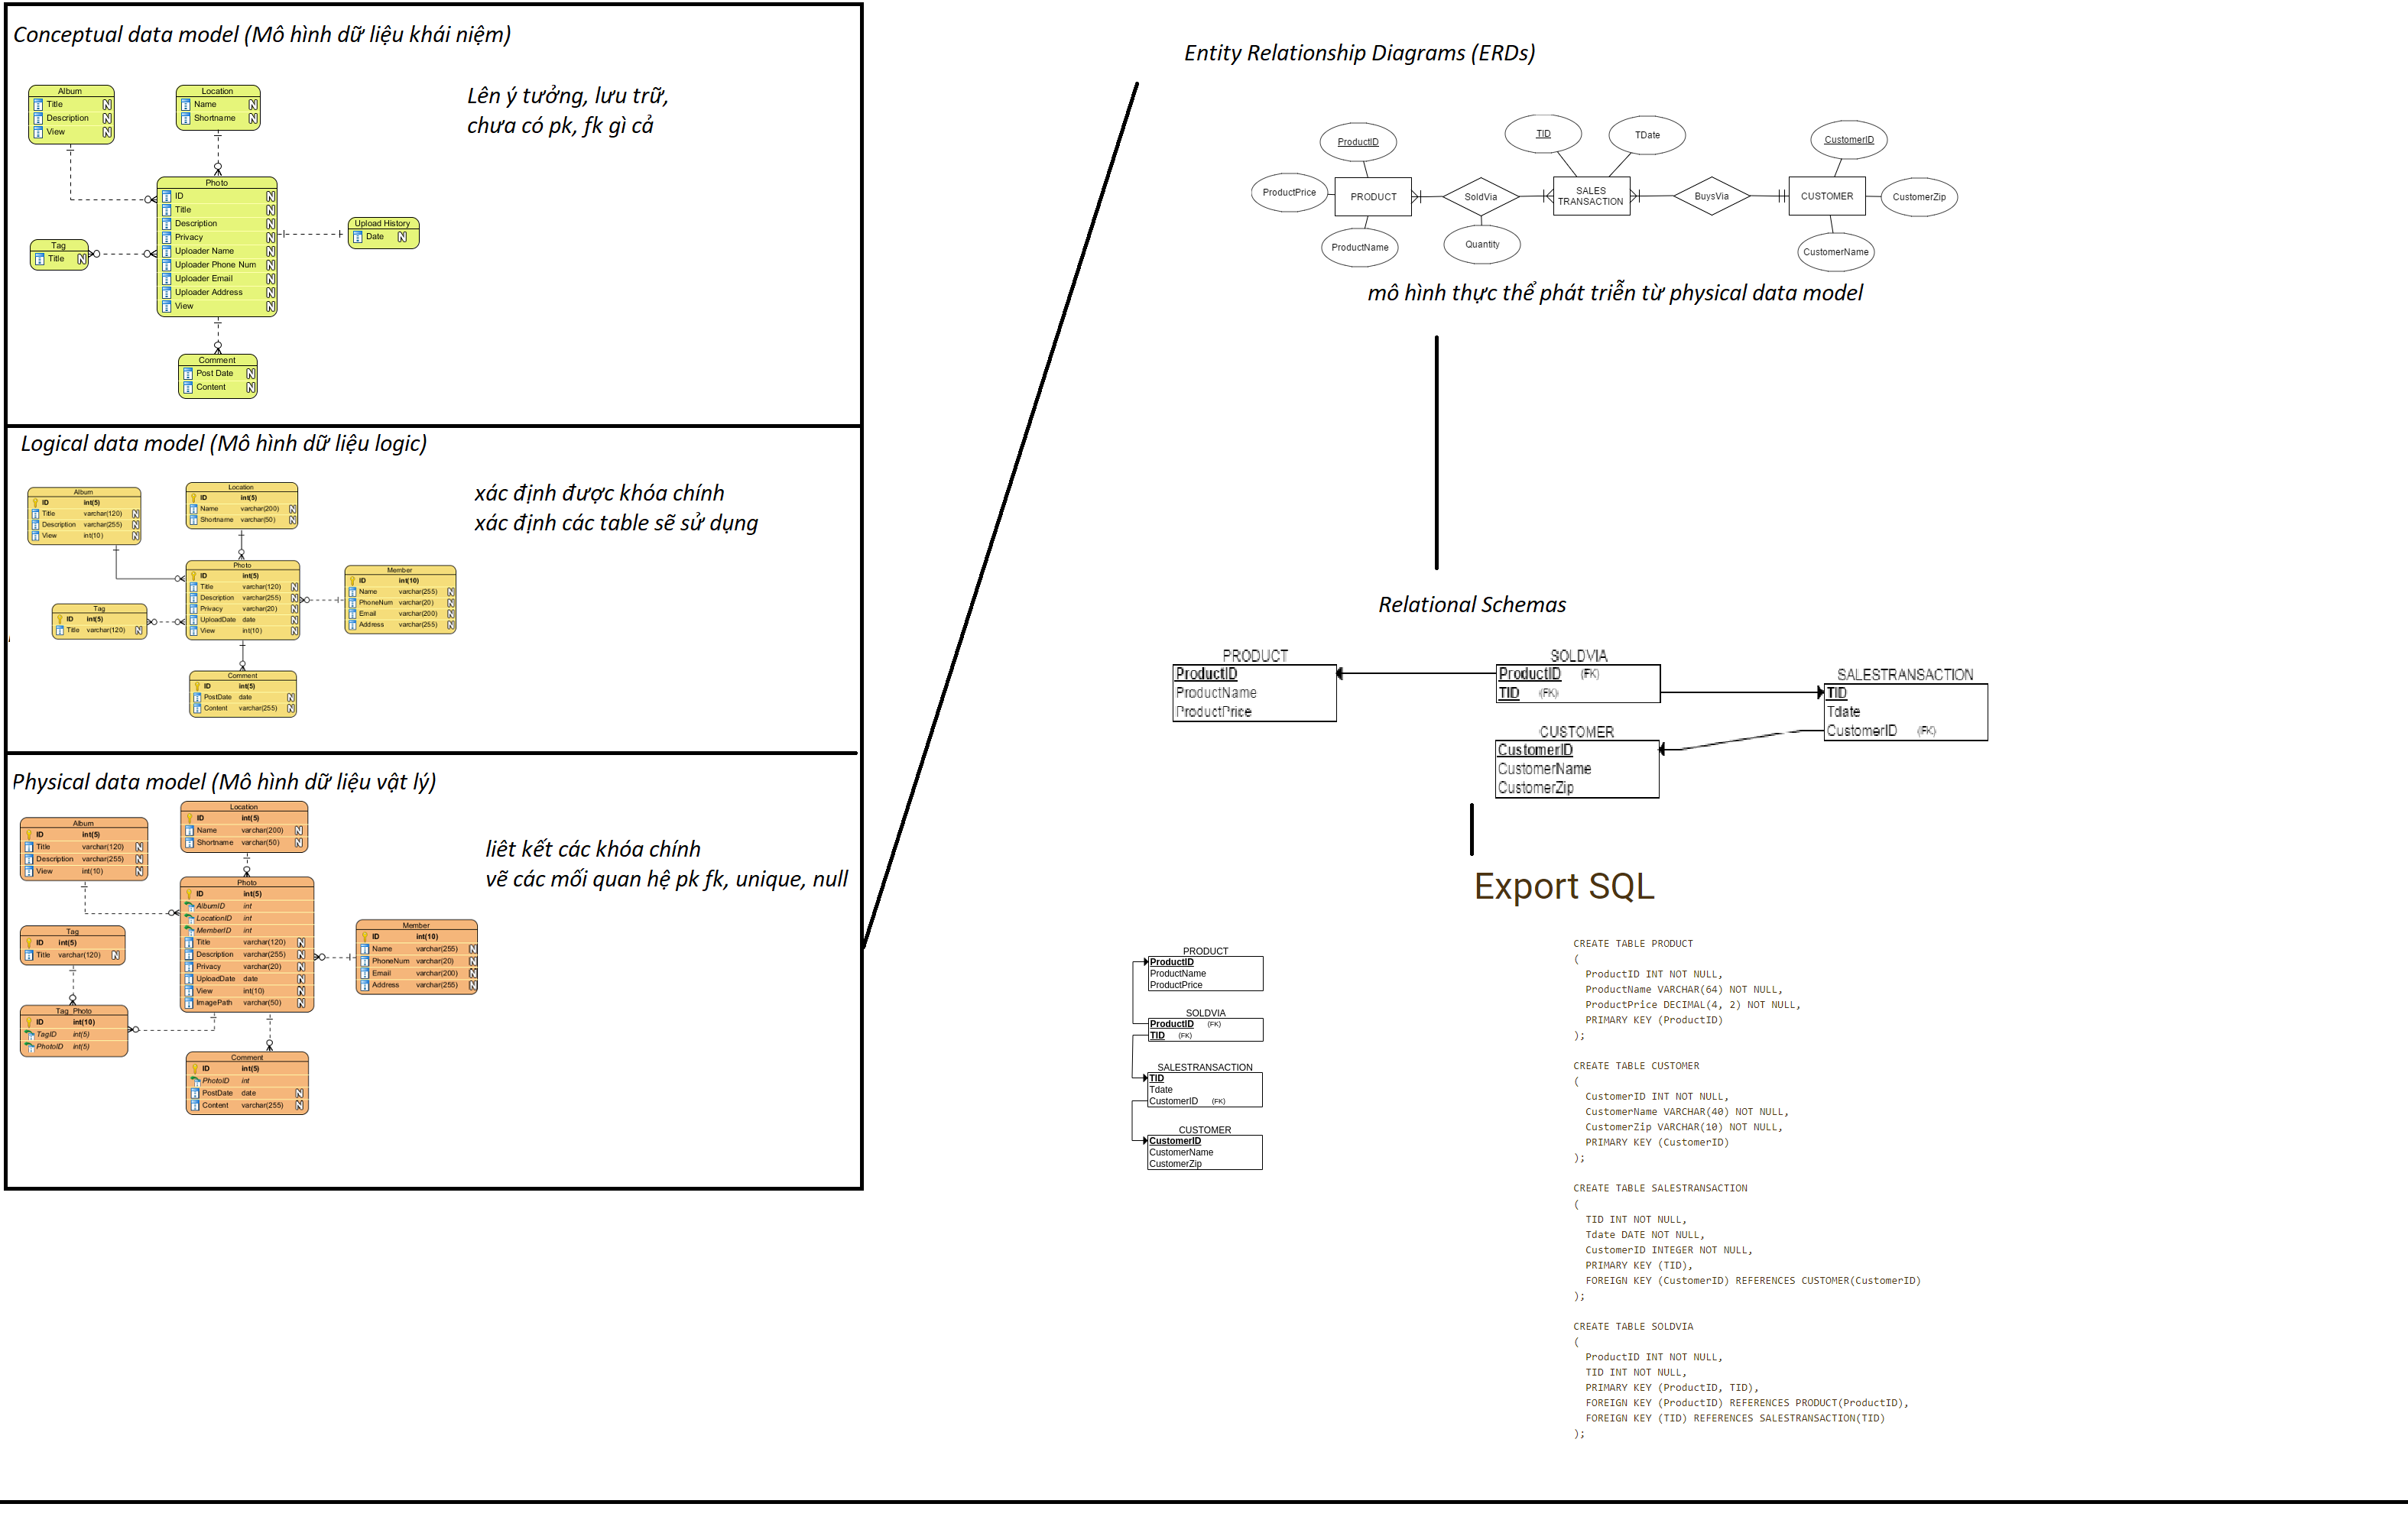 Conceptual data model (Mô hình dữ liệu khái niệm)
Lên ý tưởng, lưu trữ,
chưa có pk, fk gì cả
Album
Title
Description
View
Location
Name
Shortname
Photo
ID
Title
Description
Privacy
Uploader Name
Uploader Phone Num
Uploader Email
Uploader Address
View
Upload History
Date
Tag
Title
Comment
Post Date
Content
Logical data model (Mô hình dữ liệu logic)
xác định được khóa chính
xác định các table sẽ sử dụng
Album
ID int(5)
Title varchar(120)
Description varchar(255)
View int(10)
Location
ID int(5)
Name varchar(200)
Shortname varchar(50)
Photo
ID int(5)
Title varchar(120)
Description varchar(255)
Privacy varchar(20)
UploadDate date
View int(10)
Member
ID int(10)
Name varchar(255)
PhoneNum varchar(20)
Email varchar(200)
Address varchar(255)
Tag
ID int(5)
Title varchar(120)
Comment
ID int(5)
PostDate date
Content varchar(255)
Physical data model (Mô hình dữ liệu vật lý)
liêt kết các khóa chính
vẽ các mối quan hệ pk fk, unique, null
Location
ID int(5)
Name varchar(200)
Shortname varchar(50)
Album
ID int(5)
Title varchar(120)
Description varchar(255)
View int(10)
Photo
ID int(5)
AlbumID int
LocationID int
MemberID int
Title varchar(120)
Description varchar(255)
Privacy varchar(20)
UploadDate date
View int(10)
ImagePath varchar(50)
Member
ID int(10)
Name varchar(255)
PhoneNum varchar(20)
Email varchar(200)
Address varchar(255)
Tag
ID int(5)
Title varchar(120)
Tag_Photo
ID int(10)
TagID int(5)
PhotoID int(5)
Comment
ID int(5)
PhotoID int
PostDate date
Content varchar(255)
Entity Relationship Diagrams (ERDs)
ProductID
ProductPrice
PRODUCT
ProductName
SoldVia
Quantity
TID
TDate
SALES
TRANSACTION
BuysVia
CustomerID
CUSTOMER
CustomerZip
CustomerName
mô hình thực thể phát triễn từ physical data model
Relational Schemas
PRODUCT
ProductID
ProductName
ProductPrice
SOLDVIA
ProductID (FK)
TID (FK)
SALESTRANSACTION
TID
Tdate
CustomerID (FK)
CUSTOMER
CustomerID
CustomerName
CustomerZip
Export SQL
PRODUCT
ProductID
ProductName
ProductPrice
SOLDVIA
ProductID (FK)
TID (FK)
SALESTRANSACTION
TID
Tdate
CustomerID (FK)
CUSTOMER
CustomerID
CustomerName
CustomerZip
CREATE TABLE PRODUCT
(
ProductID INT NOT NULL,
ProductName VARCHAR(64) NOT NULL,
ProductPrice DECIMAL(4, 2) NOT NULL,
PRIMARY KEY (ProductID)
);
CREATE TABLE CUSTOMER
(
CustomerID INT NOT NULL,
CustomerName VARCHAR(40) NOT NULL,
CustomerZip VARCHAR(10) NOT NULL,
PRIMARY KEY (CustomerID)
);
CREATE TABLE SALESTRANSACTION
(
TID INT NOT NULL,
Tdate DATE NOT NULL,
CustomerID INTEGER NOT NULL,
PRIMARY KEY (TID),
FOREIGN KEY (CustomerID) REFERENCES CUSTOMER(CustomerID)
);
CREATE TABLE SOLDVIA
(
ProductID INT NOT NULL,
TID INT NOT NULL,
PRIMARY KEY (ProductID, TID),
FOREIGN KEY (ProductID) REFERENCES PRODUCT(ProductID),
FOREIGN KEY (TID) REFERENCES SALESTRANSACTION(TID)
);